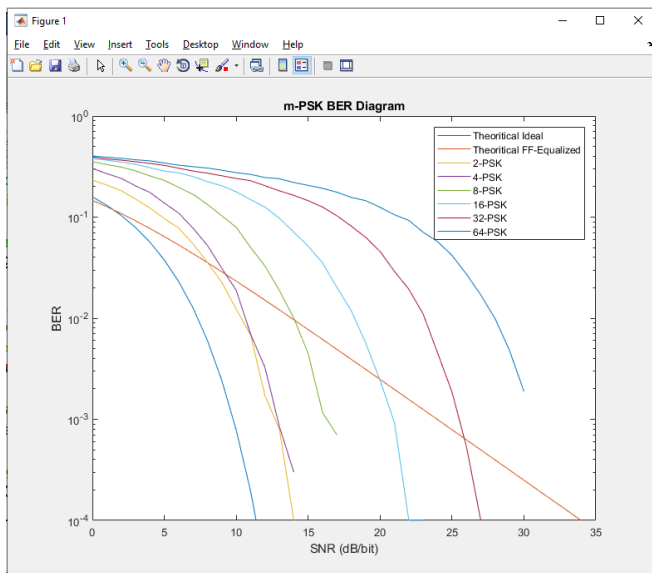 Figure 1
File Edit View Insert Tools Desktop Window Help
m-PSK BER Diagram
10^0
10^-1
10^-2
10^-3
10^-4
BER
Theoritical Ideal
Theoritical FF-Equalized
2-PSK
4-PSK
8-PSK
16-PSK
32-PSK
64-PSK
0 5 10 15 20 25 30 35
SNR (dB/bit)